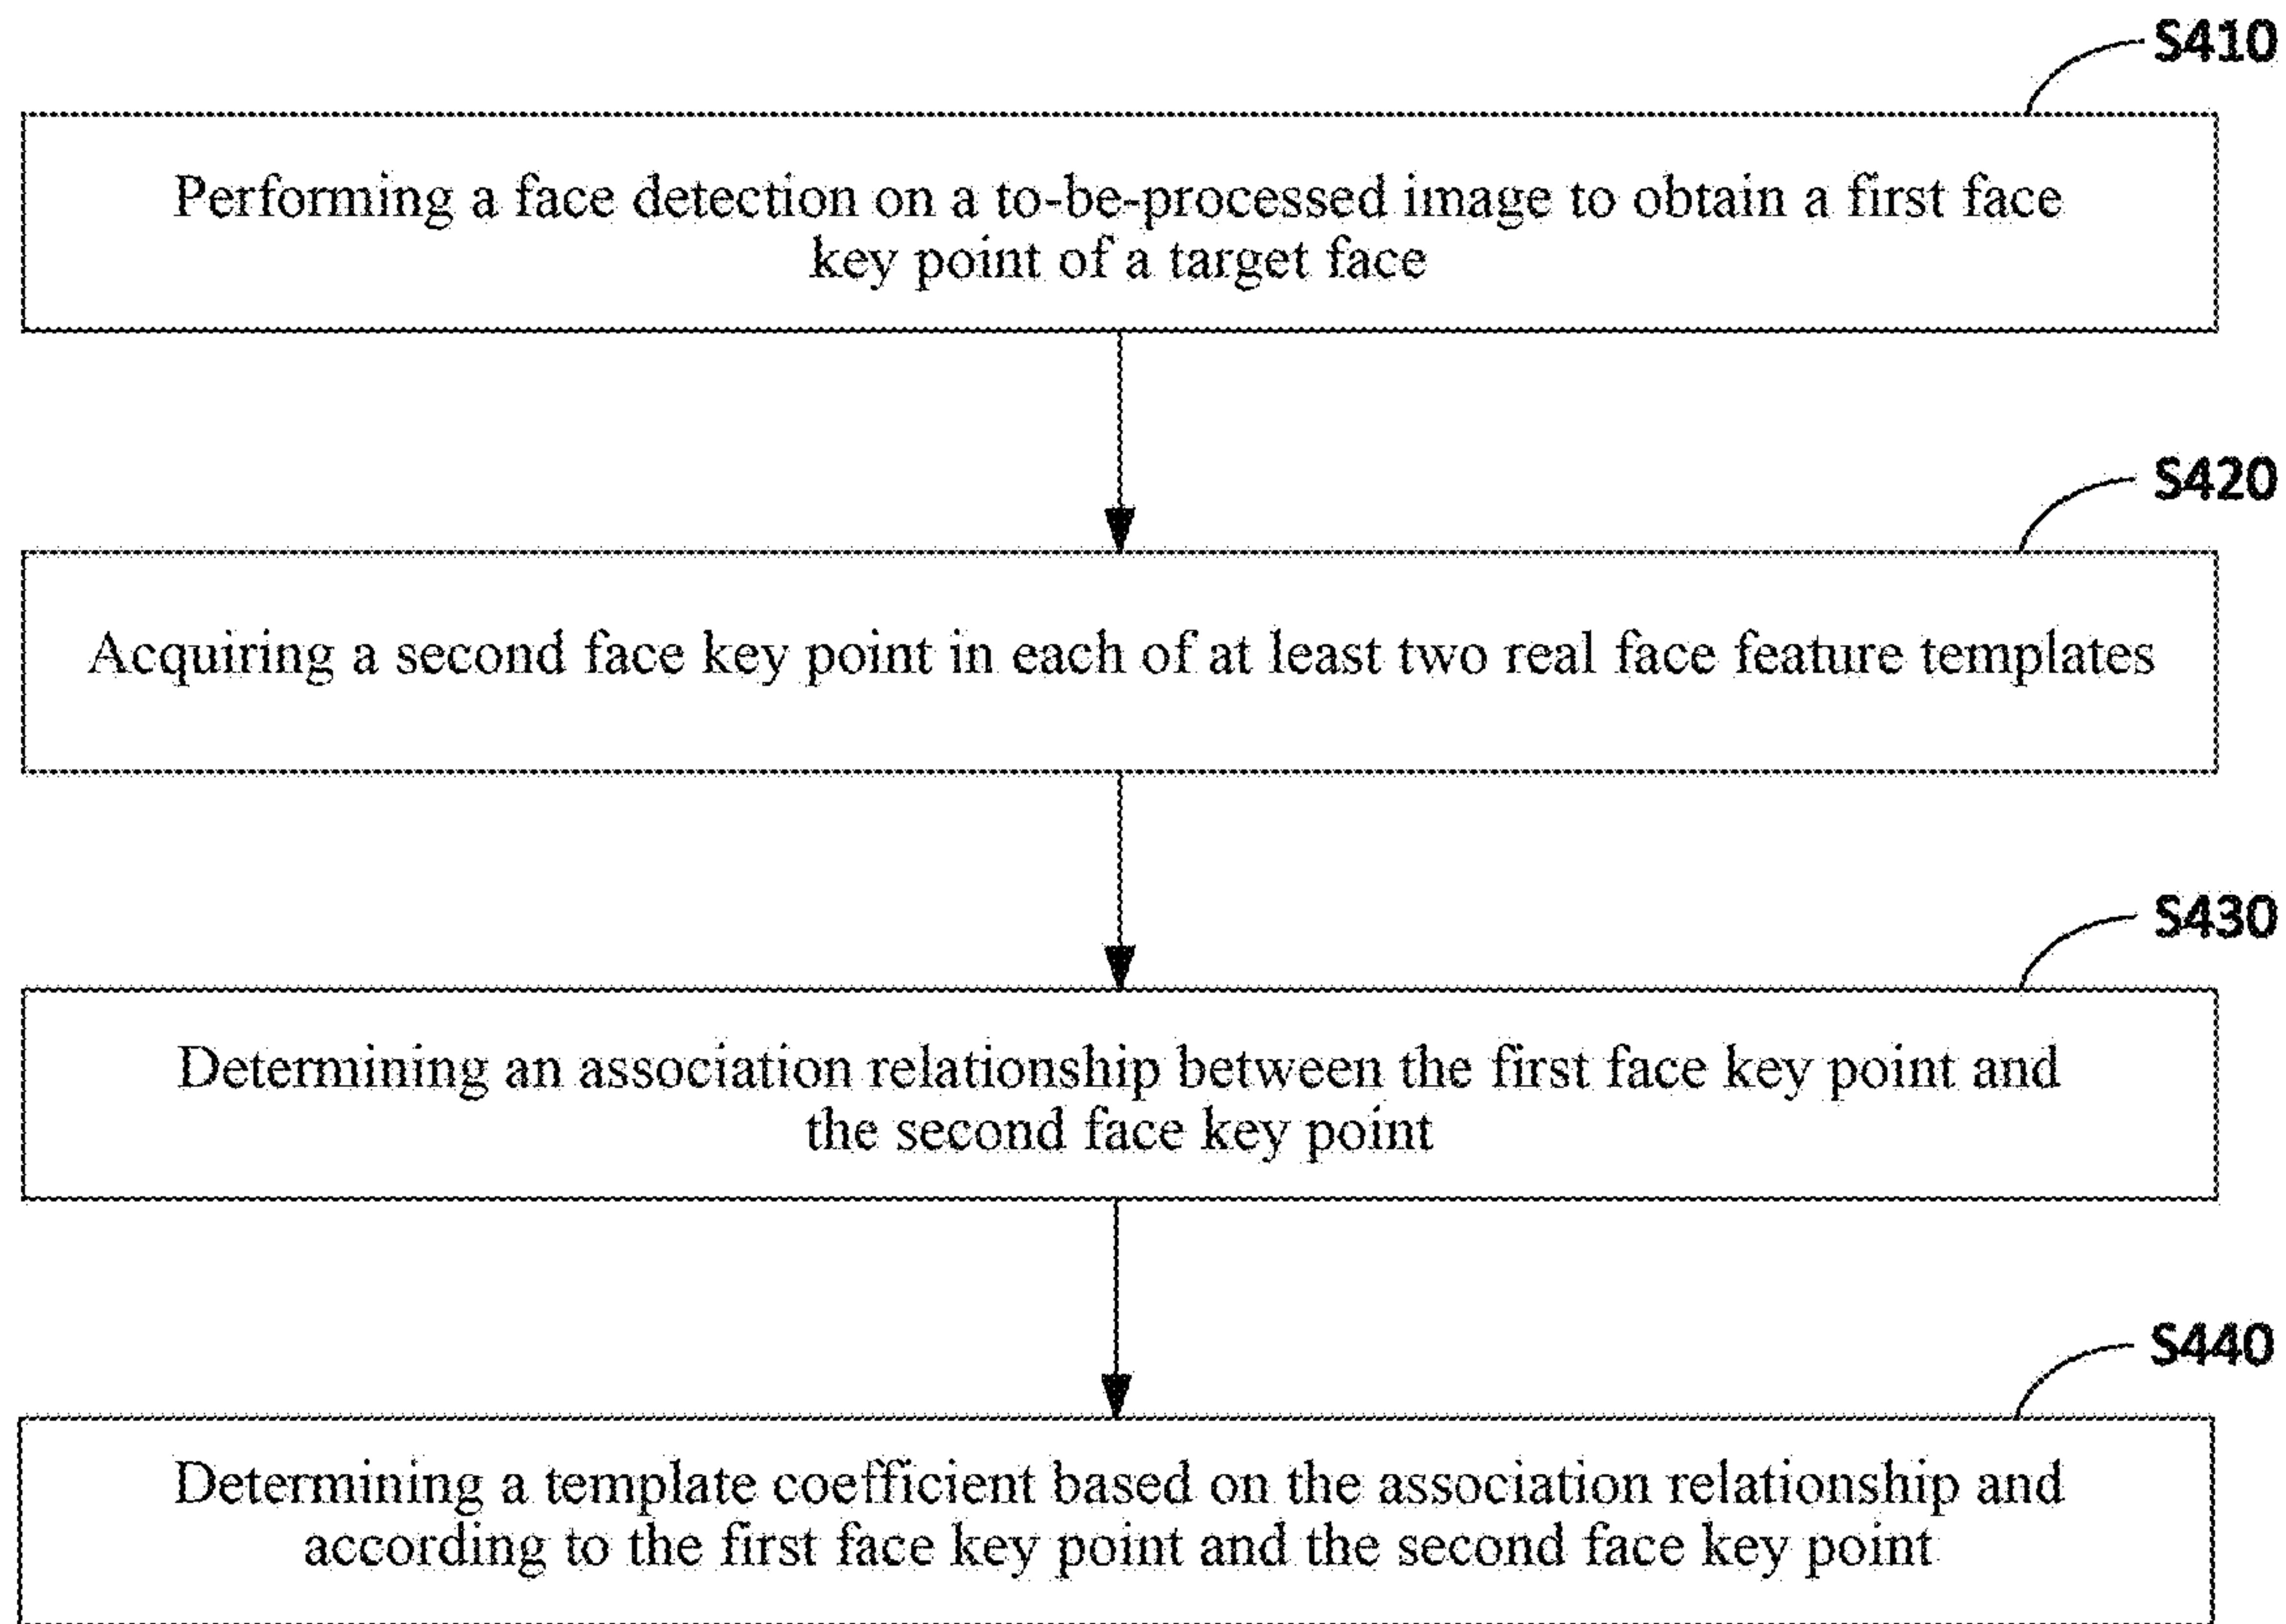 S410
Performing a face detection on a to-be-processed image to obtain a first face
key point of a target face
S420
Acquiring a second face key point in each of at least two real face feature templates
S430
Determining an association relationship between the first face key point and
the second face key point
S440
Determining a template coefficient based on the association relationship and
according to the first face key point and the second face key point